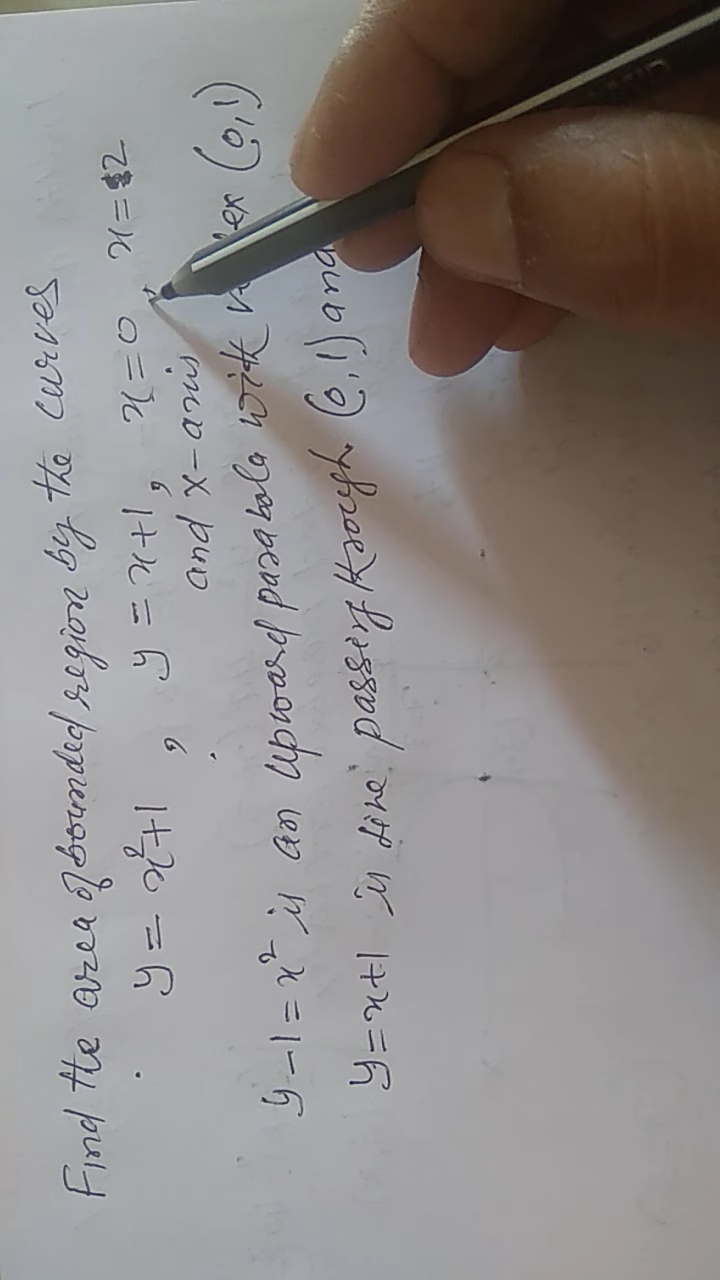 Find the area of bounded region by the curves
y = x²+1 , y = x+1, x=0, x=2
and x-axis
y-1=x² is an upward parabola with (0,1)
y=x+1 is line passing through (0,1) and